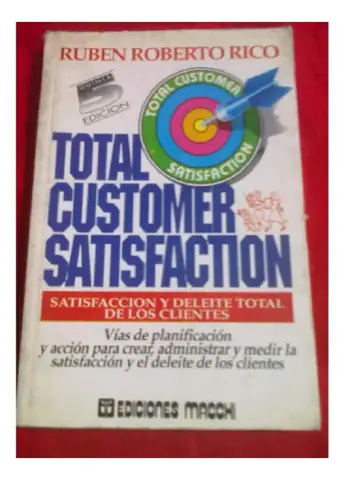 RUBEN ROBERTO RICO
QUINTA
5
EDICION
TOTAL CUSTOMER
SATISFACTION
TOTAL
CUSTOMER
SATISFACTION
SATISFACCION Y DELEITE TOTAL
DE LOS CLIENTES
Vías de planificación
y acción para crear, administrar y medir la
satisfacción y el deleite de los clientes
EDICIONES MACCHI